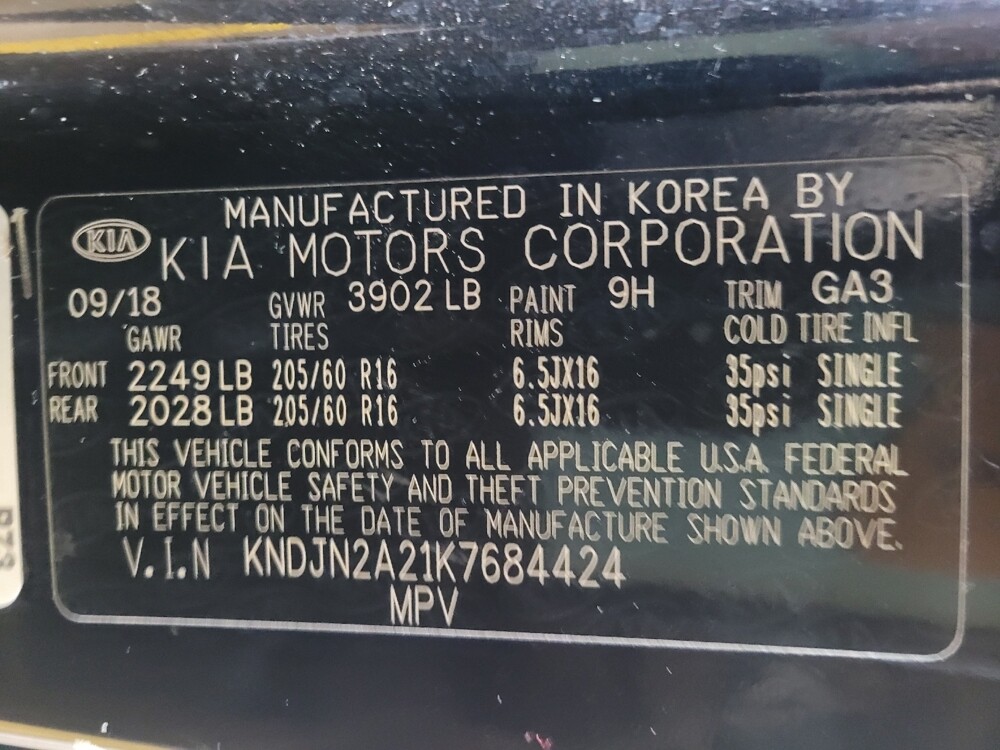 MANUFACTURED IN KOREA BY
KIA KIA MOTORS CORPORATION
09/18 GVWR 3902 LB PAINT 9H TRIM GA3
GAWR TIRES RIMS COLD TIRE INFL
FRONT 2249 LB 205/60 R16 6.5JX16 35psi SINGLE
REAR 2028 LB 205/60 R16 6.5JX16 35psi SINGLE
THIS VEHICLE CONFORMS TO ALL APPLICABLE U.S.A. FEDERAL
MOTOR VEHICLE SAFETY AND THEFT PREVENTION STANDARDS
IN EFFECT ON THE DATE OF MANUFACTURE SHOWN ABOVE.
V.I.N KNDJN2A21K7684424
MPV